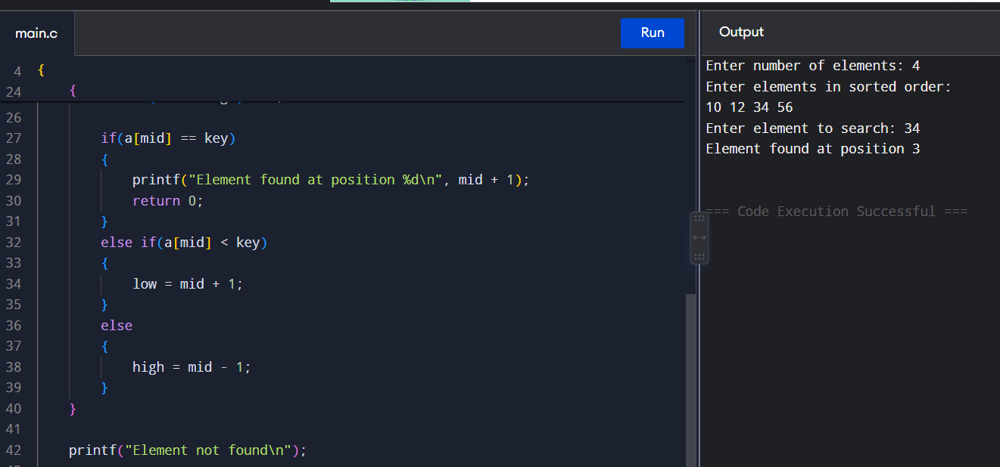 main.c
Run
4 {
24 {
26
27 if(a[mid] == key)
28 {
29 printf("Element found at position %d\n", mid + 1);
30 return 0;
31 }
32 else if(a[mid] < key)
33 {
34 low = mid + 1;
35 }
36 else
37 {
38 high = mid - 1;
39 }
40 }
41
42 printf("Element not found\n");
Output
Enter number of elements: 4
Enter elements in sorted order:
10 12 34 56
Enter element to search: 34
Element found at position 3
=== Code Execution Successful ===